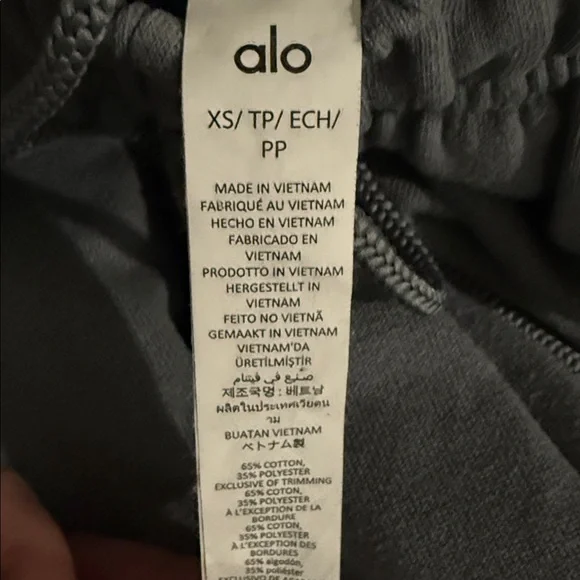 alo
XS/ TP/ ECH/
PP
MADE IN VIETNAM
FABRIQUÉ AU VIETNAM
HECHO EN VIETNAM
FABRICADO EN
VIETNAM
PRODOTTO IN VIETNAM
HERGESTELLT IN
VIETNAM
FEITO NO VIETNÃ
GEMAAKT IN VIETNAM
VIETNAM'DA
ÜRETİLMİŞTİR
صنع في فيتنام
제조국명 : 베트남
ผลิตในประเทศเวียดน
าม
BUATAN VIETNAM
ベトナム製
65% COTTON,
35% POLYESTER
EXCLUSIVE OF TRIMMING
65% COTON,
35% POLYESTER
À L'EXCEPTION DE LA
BORDURE
65% COTON,
35% POLYESTER
À L'EXCEPTION DES
BORDURES
65% algodón,
35% poliéster